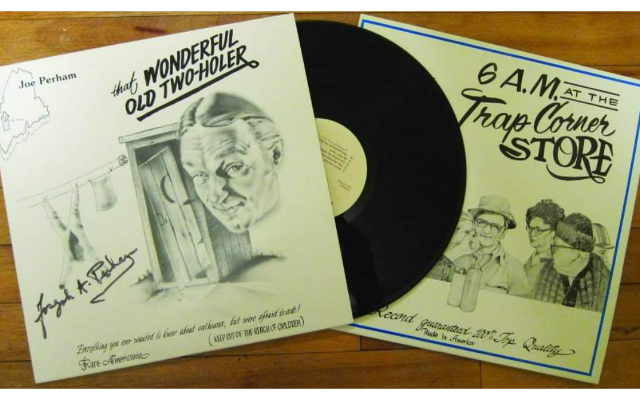 Joe Perham
that WONDERFUL
OLD TWO-HOLER
Joseph A. Perham
Everything you ever wanted to know about outhouses, but were afraid to ask!
(KEEP OUT OF THE REACH OF CHILDREN)
Rare Americana
6 A.M. AT THE
Trap Corner
STORE
Record guaranteed 100% Top Quality
Made in America